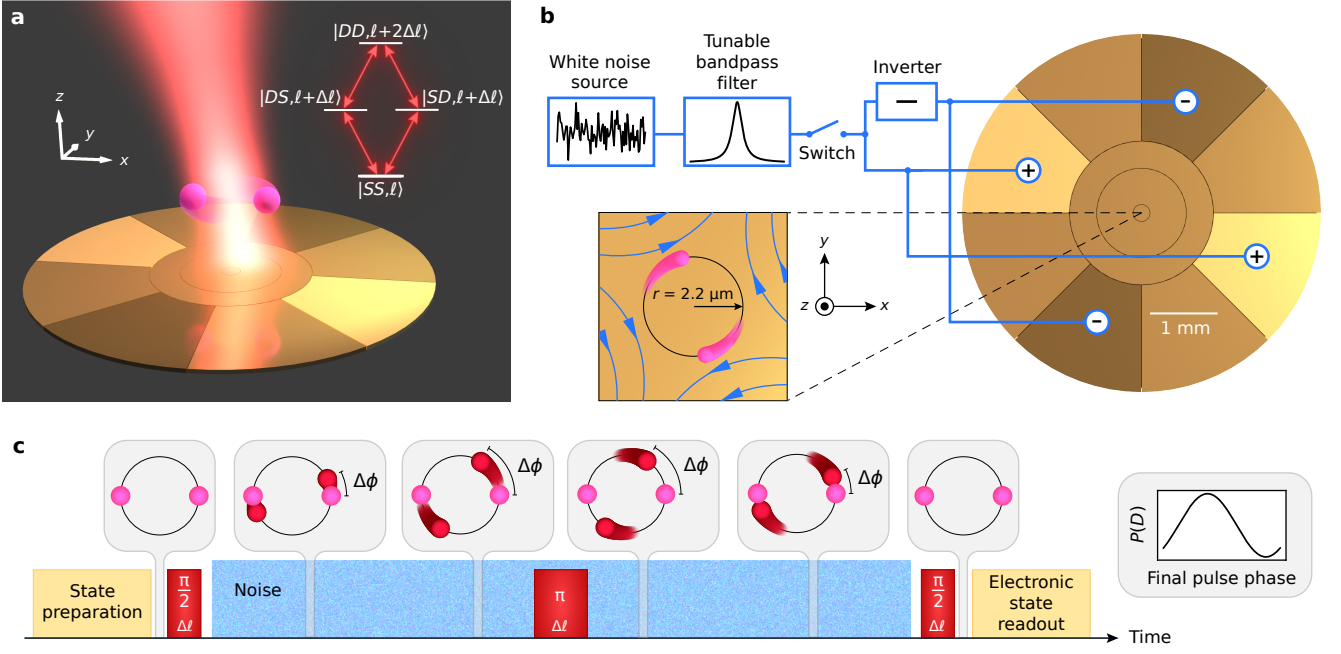 a
|DD,ℓ+2Δℓ⟩
|DS,ℓ+Δℓ⟩
|SD,ℓ+Δℓ⟩
|SS,ℓ⟩
z
y
x
b
White noise
source
Tunable
bandpass
filter
Switch
Inverter
−
−
+
+
−
1 mm
r = 2.2 μm
y
z
x
c
Δϕ
Δϕ
Δϕ
Δϕ
State
preparation
π
2
Δℓ
Noise
π
Δℓ
π
2
Δℓ
Electronic
state
readout
Time
P(D)
Final pulse phase